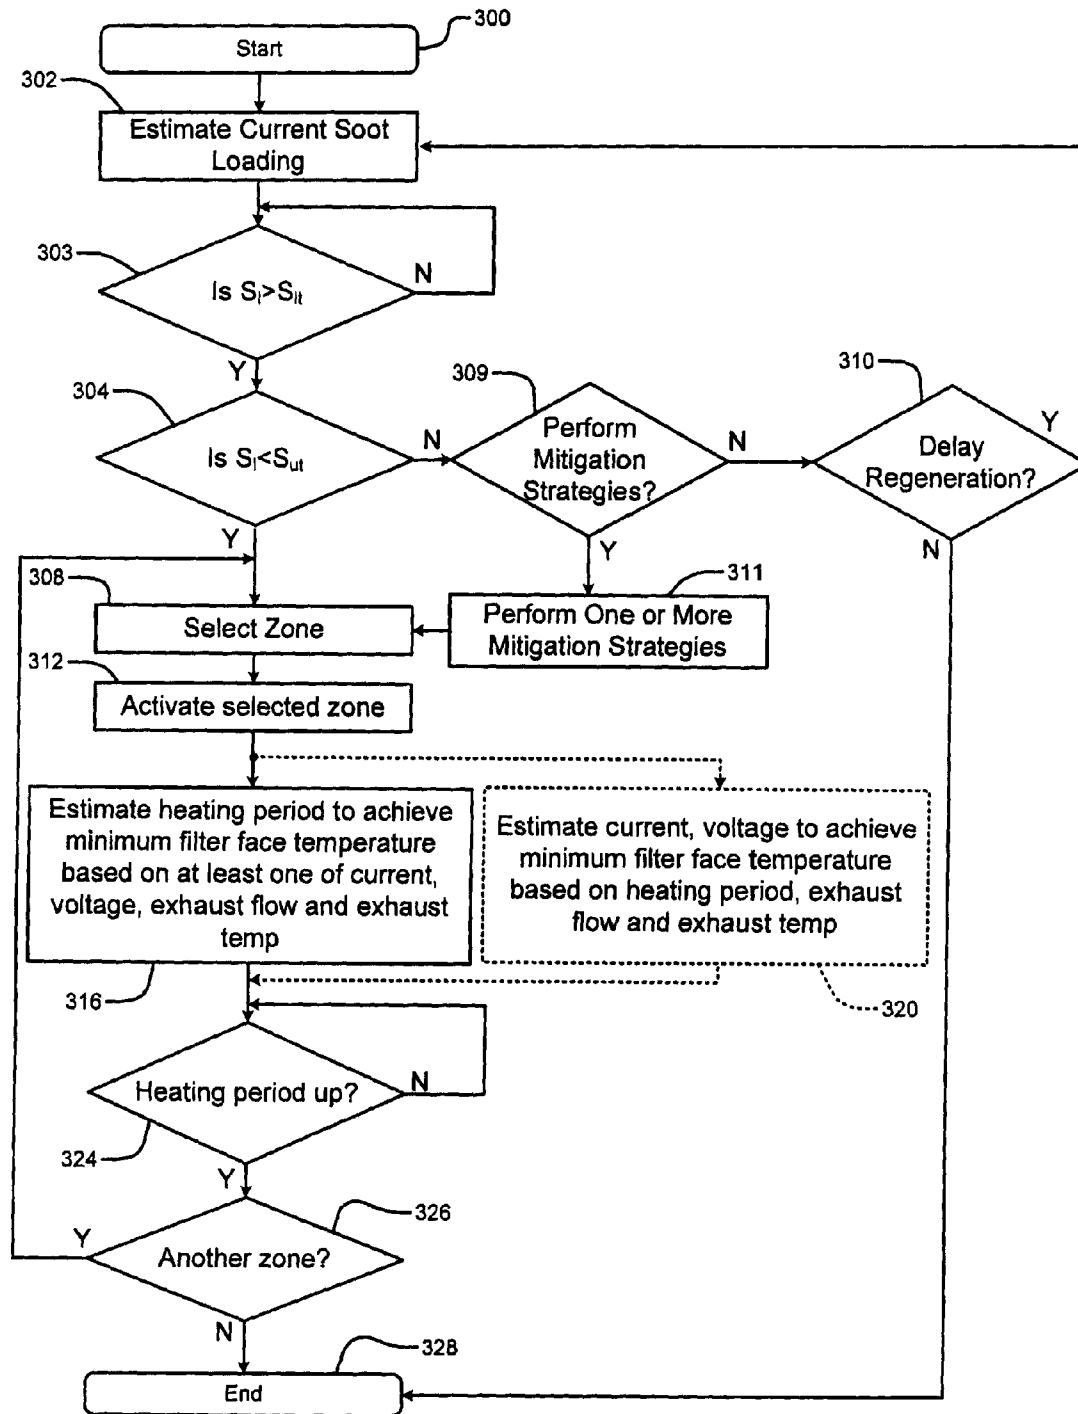 300
Start
302
Estimate Current Soot
Loading
303
Is Sl>Slt
N
Y
304
Is Sl<Sut
N
Y
309
Perform
Mitigation
Strategies?
N
Y
310
Delay
Regeneration?
Y
N
308
Select Zone
311
Perform One or More
Mitigation Strategies
312
Activate selected zone
Estimate heating period to achieve
minimum filter face temperature
based on at least one of current,
voltage, exhaust flow and exhaust
temp
316
Estimate current, voltage to achieve
minimum filter face temperature
based on heating period, exhaust
flow and exhaust temp
320
Heating period up?
N
324
Y
326
Y
Another zone?
N
328
End